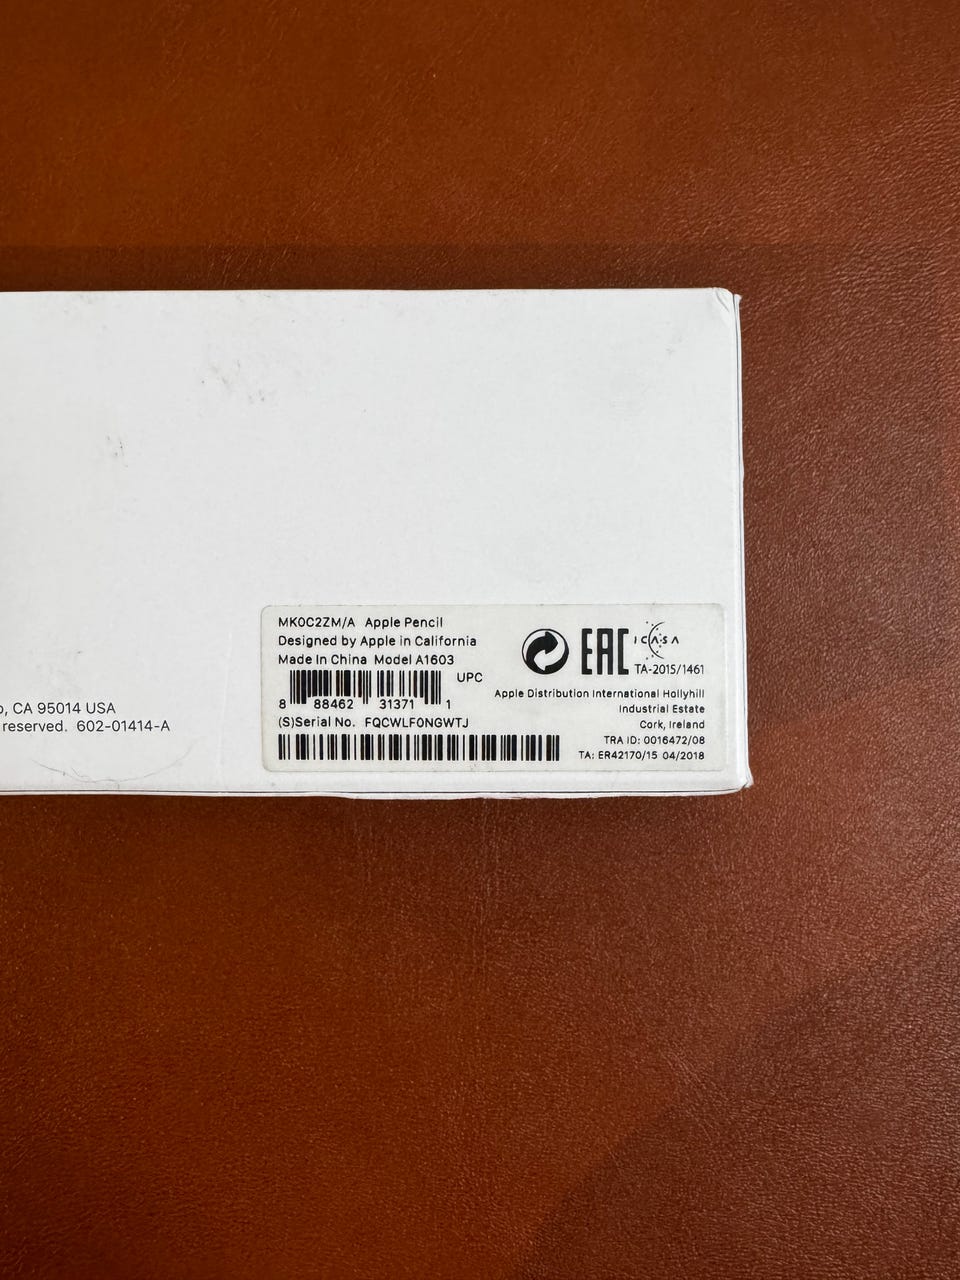 MK0C2ZM/A Apple Pencil
Designed by Apple in California
Made In China Model A1603
UPC
8 88462 31371 1
(S)Serial No. FQCWLF0NGWTJ
EAC
ICASA
TA-2015/1461
Apple Distribution International Hollyhill
Industrial Estate
Cork, Ireland
TRA ID: 0016472/08
TA: ER42170/15 04/2018
, CA 95014 USA
reserved. 602-01414-A